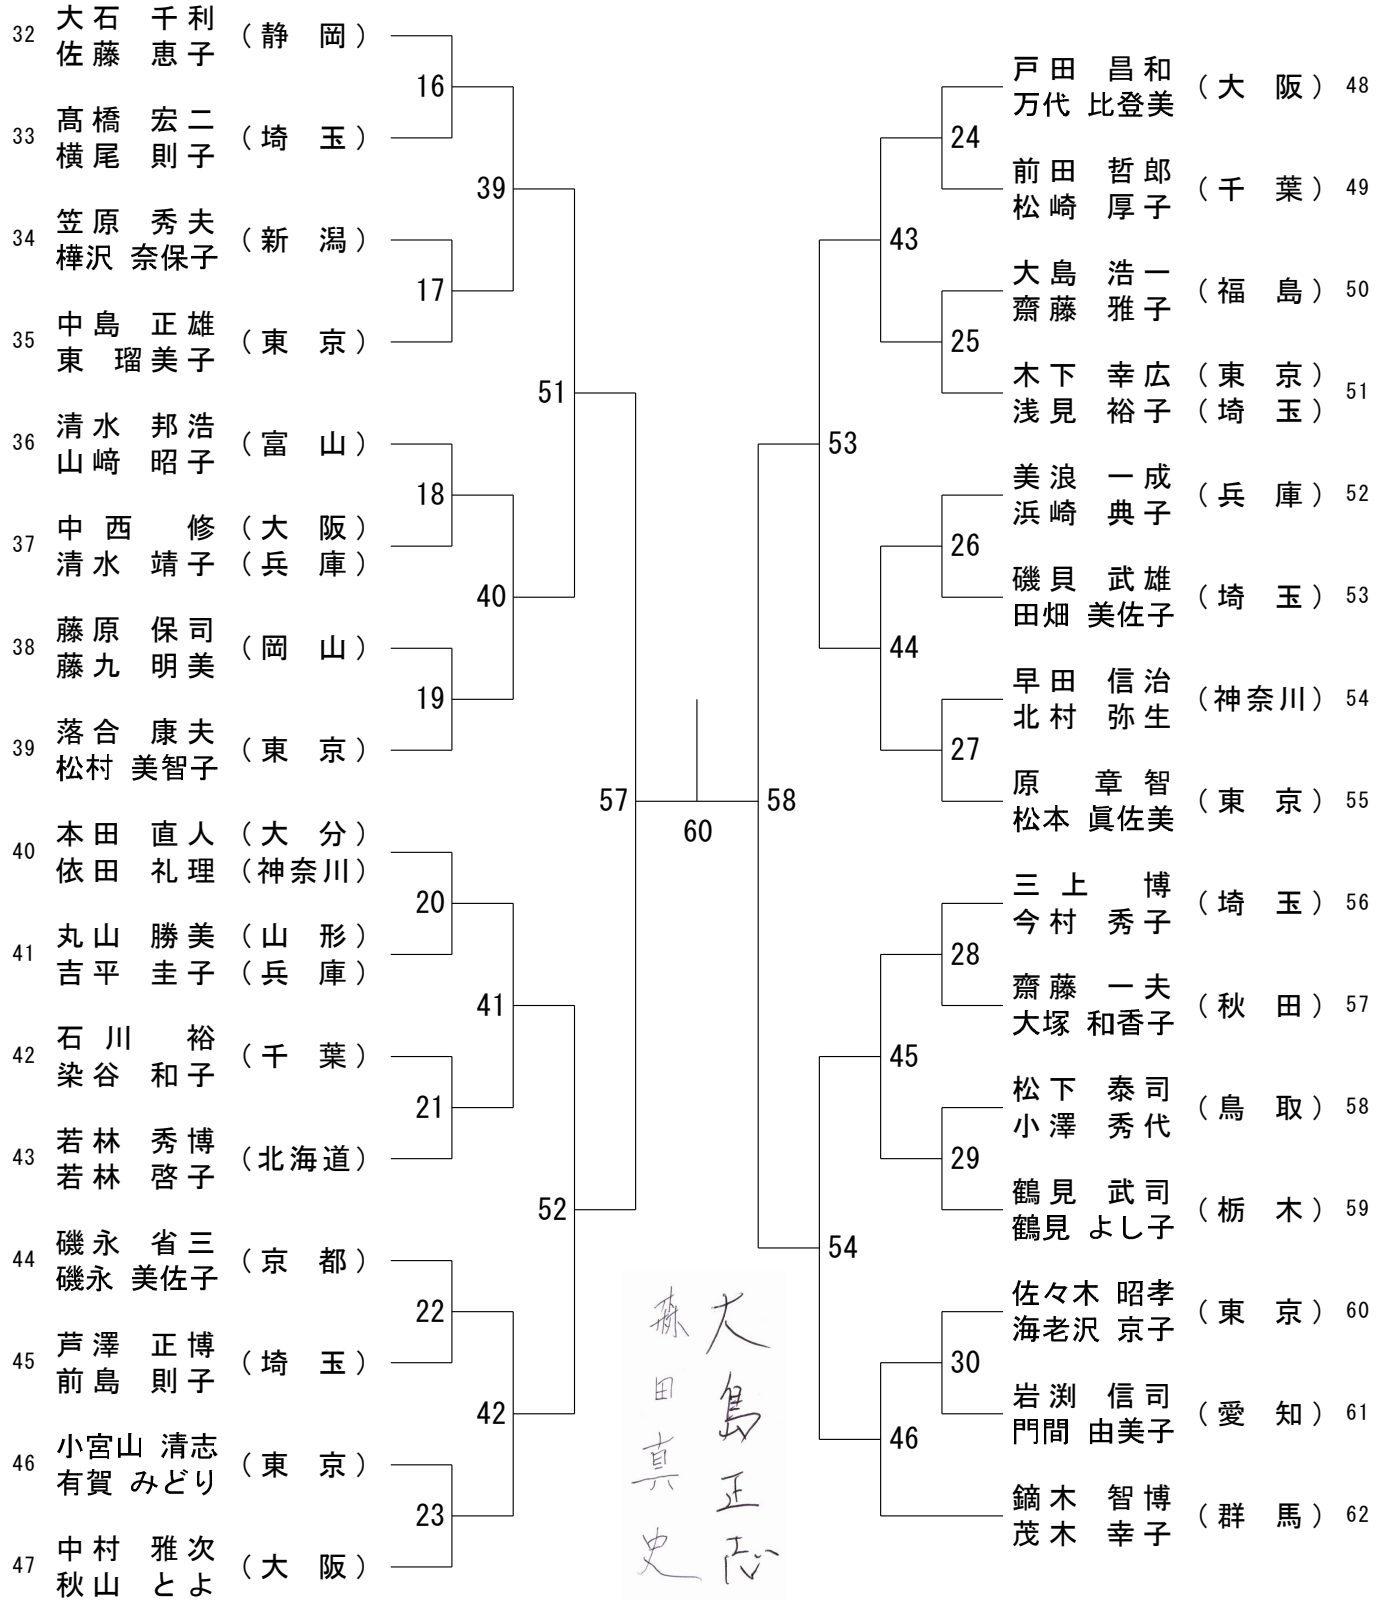 32 大石 千利 (静 岡)
佐藤 恵子
16
33 髙橋 宏二 (埼 玉)
横尾 則子
39
34 笠原 秀夫 (新 潟)
樺沢 奈保子
17
35 中島 正雄 (東 京)
東 瑠美子
51
36 清水 邦浩 (富 山)
山﨑 昭子
18
37 中西 修 (大 阪)
清水 靖子 (兵 庫)
40
38 藤原 保司 (岡 山)
藤九 明美
19
39 落合 康夫 (東 京)
松村 美智子
57
40 本田 直人 (大 分)
依田 礼理 (神奈川)
20
41 丸山 勝美 (山 形)
吉平 圭子 (兵 庫)
41
42 石川 裕 (千 葉)
染谷 和子
21
43 若林 秀博 (北海道)
若林 啓子
52
44 磯永 省三 (京 都)
磯永 美佐子
22
45 芦澤 正博 (埼 玉)
前島 則子
42
46 小宮山 清志 (東 京)
有賀 みどり
23
47 中村 雅次 (大 阪)
秋山 とよ
60
戸田 昌和 (大 阪) 48
万代 比登美
24
前田 哲郎 (千 葉) 49
松崎 厚子
43
大島 浩一 (福 島) 50
齋藤 雅子
25
木下 幸広 (東 京) 51
浅見 裕子 (埼 玉)
53
美浪 一成 (兵 庫) 52
浜崎 典子
26
磯貝 武雄 (埼 玉) 53
田畑 美佐子
44
早田 信治 (神奈川) 54
北村 弥生
27
原 章智 (東 京) 55
松本 眞佐美
58
三上 博 (埼 玉) 56
今村 秀子
28
齋藤 一夫 (秋 田) 57
大塚 和香子
45
松下 泰司 (鳥 取) 58
小澤 秀代
29
鶴見 武司 (栃 木) 59
鶴見 よし子
54
佐々木 昭孝 (東 京) 60
海老沢 京子
30
岩渕 信司 (愛 知) 61
門間 由美子
46
鏑木 智博 (群 馬) 62
茂木 幸子
大島正志
森田真史